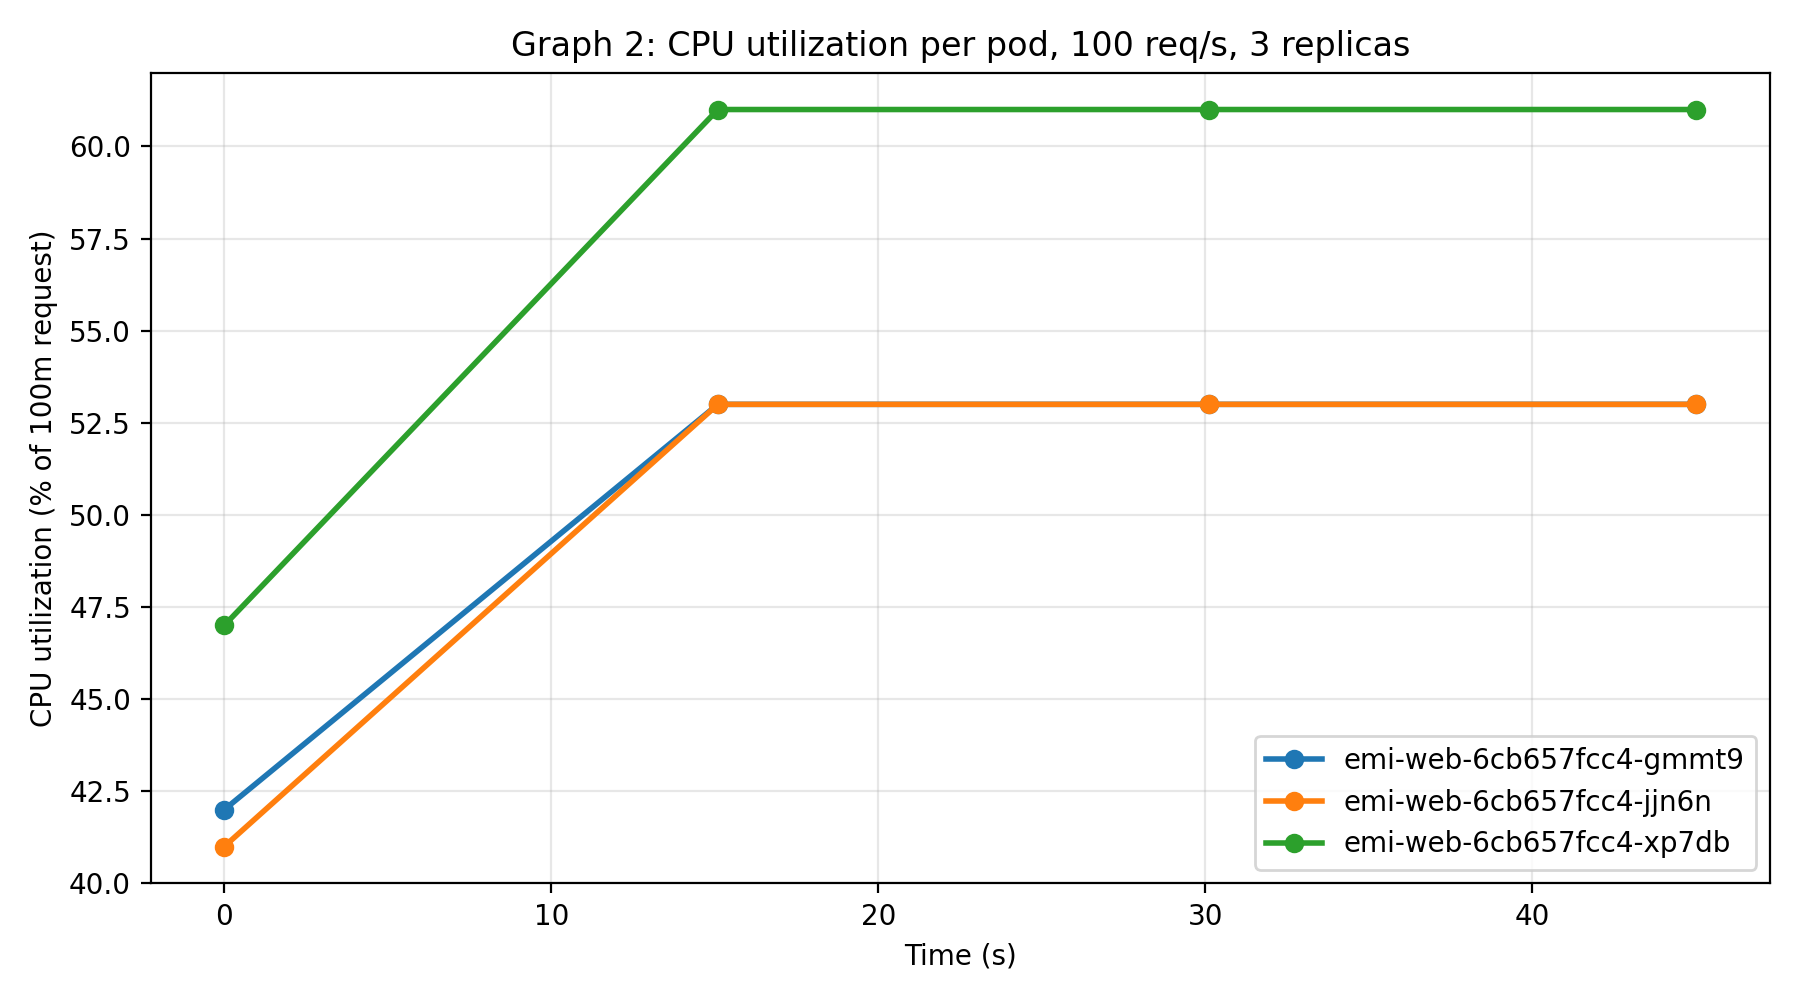 Graph 2: CPU utilization per pod, 100 req/s, 3 replicas
CPU utilization (% of 100m request)
60.0
57.5
55.0
52.5
50.0
47.5
45.0
42.5
40.0
emi-web-6cb657fcc4-gmmt9
emi-web-6cb657fcc4-jjn6n
emi-web-6cb657fcc4-xp7db
0 10 20 30 40
Time (s)